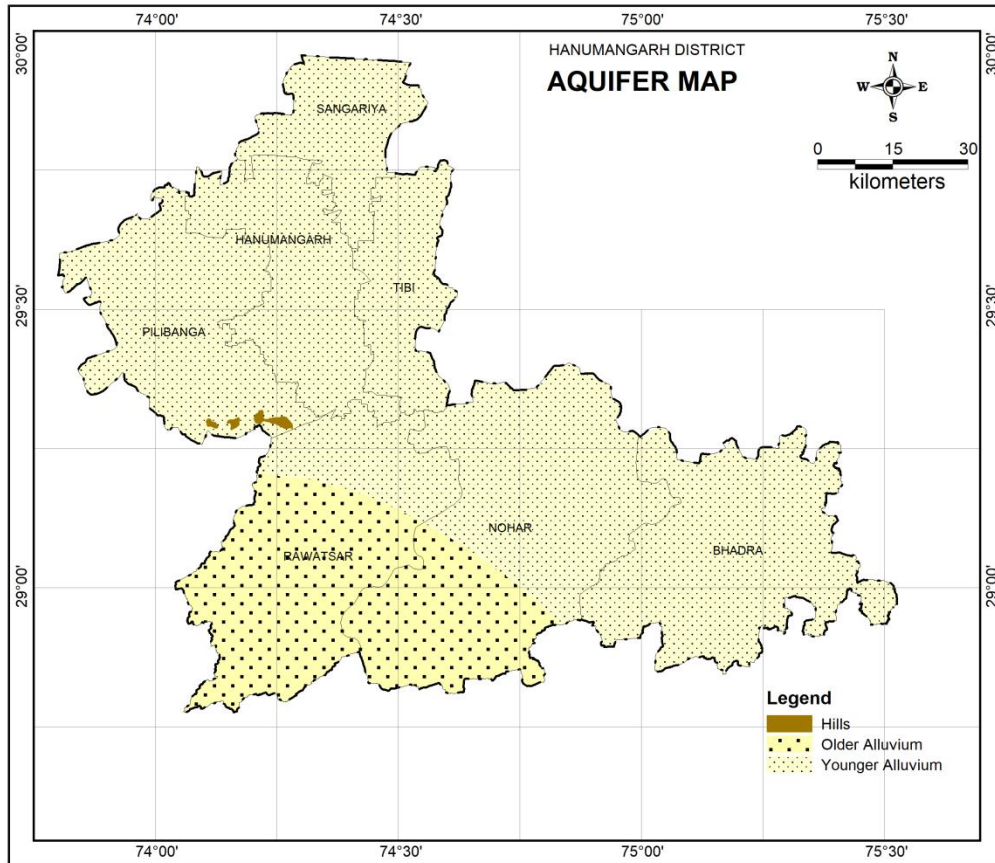 74°00' 74°30' 75°00' 75°30'
30°00' 30°00'
HANUMANGARH DISTRICT
AQUIFER MAP
N
W E
S
0 15 30
kilometers
SANGARIYA
HANUMANGARH
TIBI
29°30' 29°30'
PILIBANGA
NOHAR
BHADRA
RAWATSAR
29°00' 29°00'
Legend
Hills
Older Alluvium
Younger Alluvium
74°00' 74°30' 75°00' 75°30'